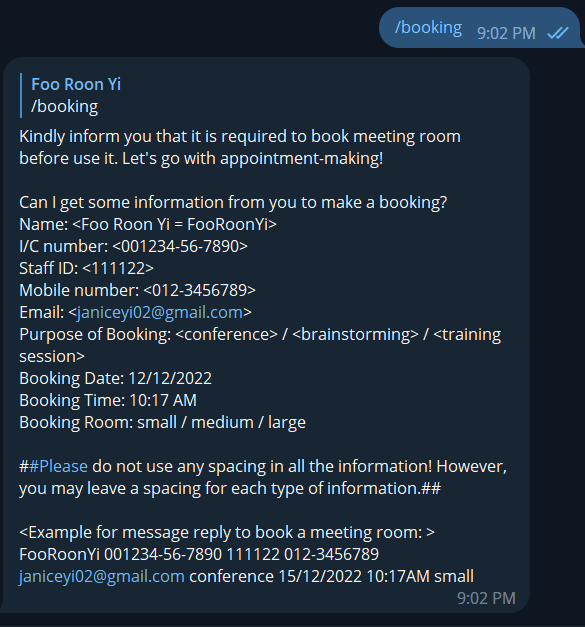 /booking 9:02 PM
Foo Roon Yi
/booking
Kindly inform you that it is required to book meeting room
before use it. Let's go with appointment-making!
Can I get some information from you to make a booking?
Name: <Foo Roon Yi = FooRoonYi>
I/C number: <001234-56-7890>
Staff ID: <111122>
Mobile number: <012-3456789>
Email: <janiceyi02@gmail.com>
Purpose of Booking: <conference> / <brainstorming> / <training
session>
Booking Date: 12/12/2022
Booking Time: 10:17 AM
Booking Room: small / medium / large
##Please do not use any spacing in all the information! However,
you may leave a spacing for each type of information.##
<Example for message reply to book a meeting room: >
FooRoonYi 001234-56-7890 111122 012-3456789
janiceyi02@gmail.com conference 15/12/2022 10:17AM small
9:02 PM